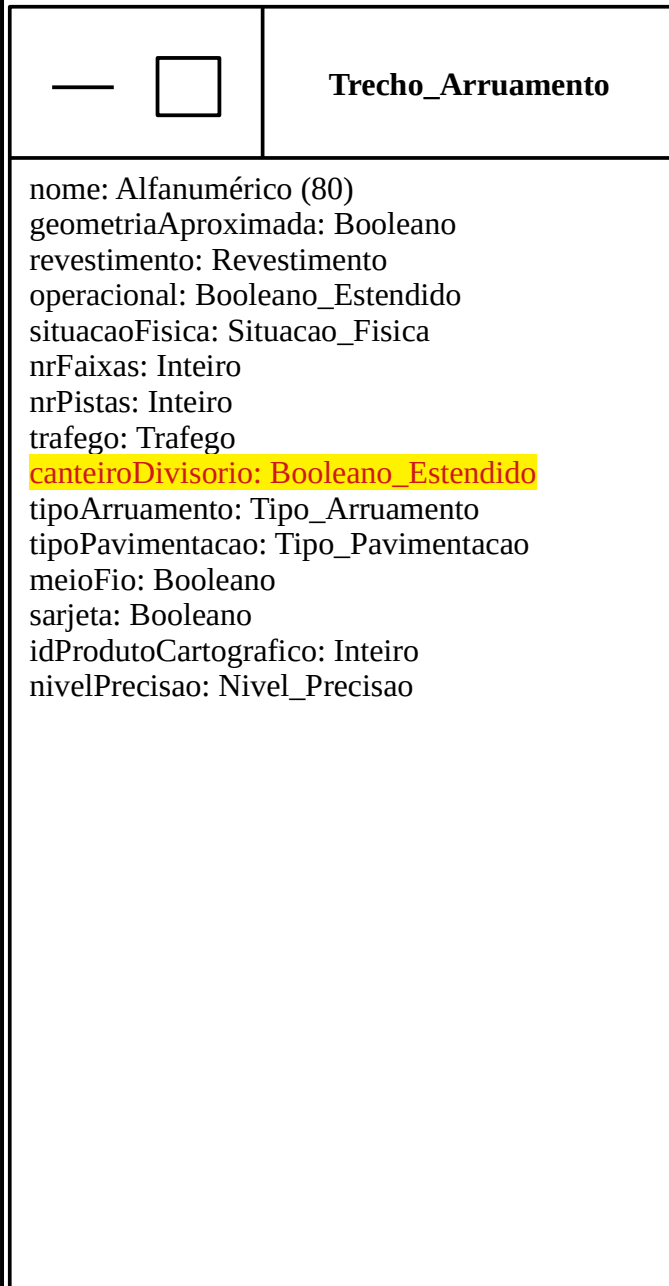 Trecho_Arruamento
nome: Alfanumérico (80)
geometriaAproximada: Booleano
revestimento: Revestimento
operacional: Booleano_Estendido
situacaoFisica: Situacao_Fisica
nrFaixas: Inteiro
nrPistas: Inteiro
trafego: Trafego
canteiroDivisorio: Booleano_Estendido
tipoArruamento: Tipo_Arruamento
tipoPavimentacao: Tipo_Pavimentacao
meioFio: Booleano
sarjeta: Booleano
idProdutoCartografico: Inteiro
nivelPrecisao: Nivel_Precisao